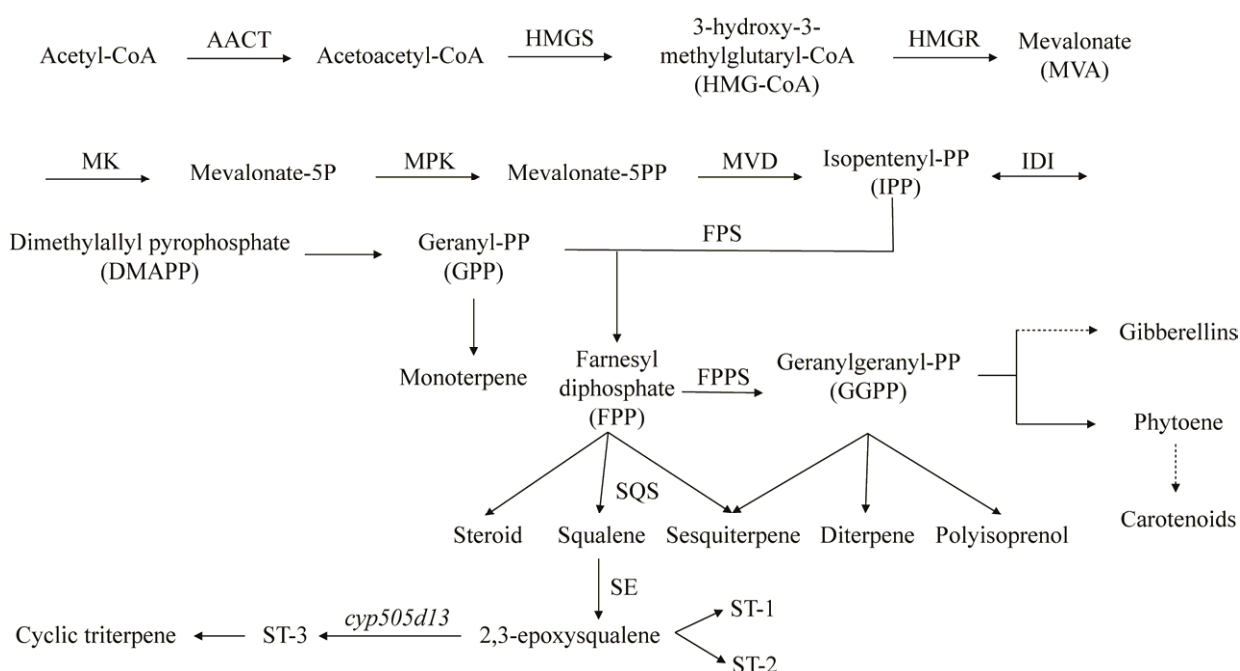 Acetyl-CoA
AACT
Acetoacetyl-CoA
HMGS
3-hydroxy-3-
methylglutaryl-CoA
(HMG-CoA)
HMGR
Mevalonate
(MVA)
MK
Mevalonate-5P
MPK
Mevalonate-5PP
MVD
Isopentenyl-PP
(IPP)
IDI
Dimethylallyl pyrophosphate
(DMAPP)
Geranyl-PP
(GPP)
FPS
Monoterpene
Farnesyl
diphosphate
(FPP)
FPPS
Geranylgeranyl-PP
(GGPP)
Gibberellins
Phytoene
Carotenoids
SQS
Steroid
Squalene
Sesquiterpene
Diterpene
Polyisoprenol
SE
Cyclic triterpene
ST-3
cyp505d13
2,3-epoxysqualene
ST-1
ST-2